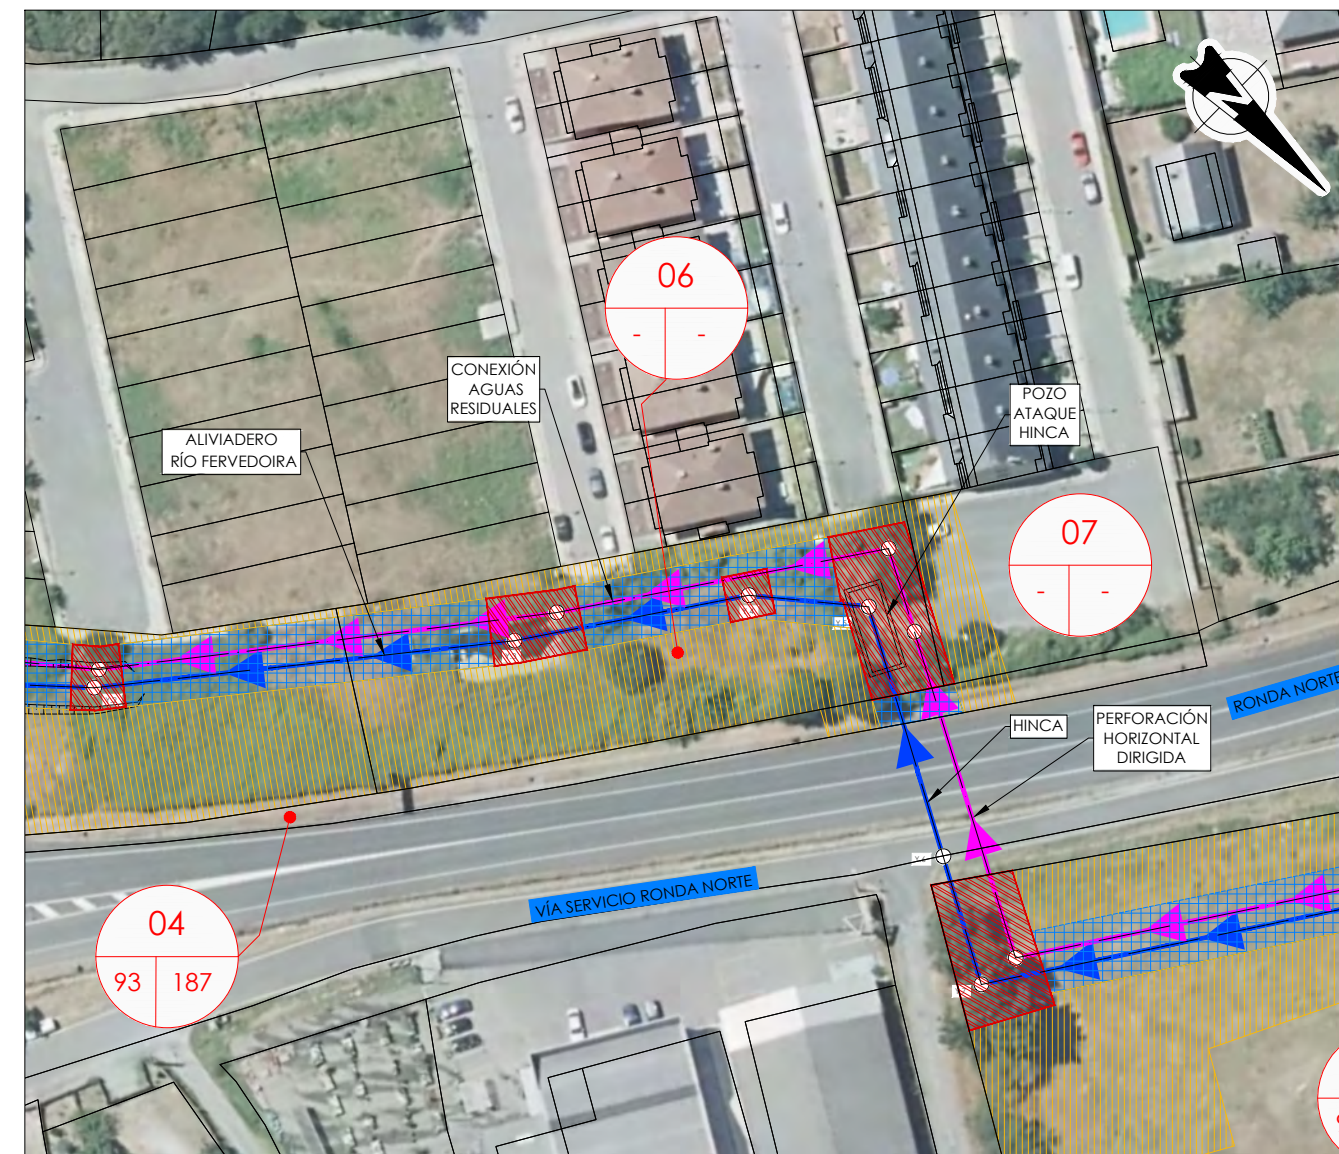 06
- -
CONEXIÓN
AGUAS
RESIDUALES
POZO
ATAQUE
HINCA
ALIVIADERO
RÍO FERVEDOIRA
07
- -
RONDA NORTE
HINCA
PERFORACIÓN
HORIZONTAL
DIRIGIDA
VÍA SERVICIO RONDA NORTE
04
93 187